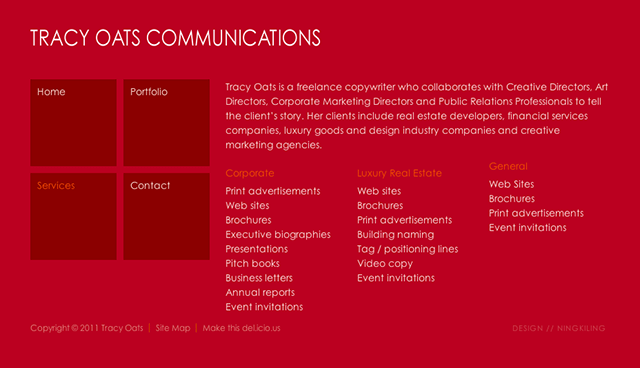 TRACY OATS COMMUNICATIONS
Home
Portfolio
Services
Contact
Tracy Oats is a freelance copywriter who collaborates with Creative Directors, Art
Directors, Corporate Marketing Directors and Public Relations Professionals to tell
the client's story. Her clients include real estate developers, financial services
companies, luxury goods and design industry companies and creative
marketing agencies.
Corporate
Print advertisements
Web sites
Brochures
Executive biographies
Presentations
Pitch books
Business letters
Annual reports
Event invitations
Luxury Real Estate
Web sites
Brochures
Print advertisements
Building naming
Tag / positioning lines
Video copy
Event invitations
General
Web Sites
Brochures
Print advertisements
Event invitations
Copyright © 2011 Tracy Oats | Site Map | Make this del.icio.us
DESIGN // NINGKILING